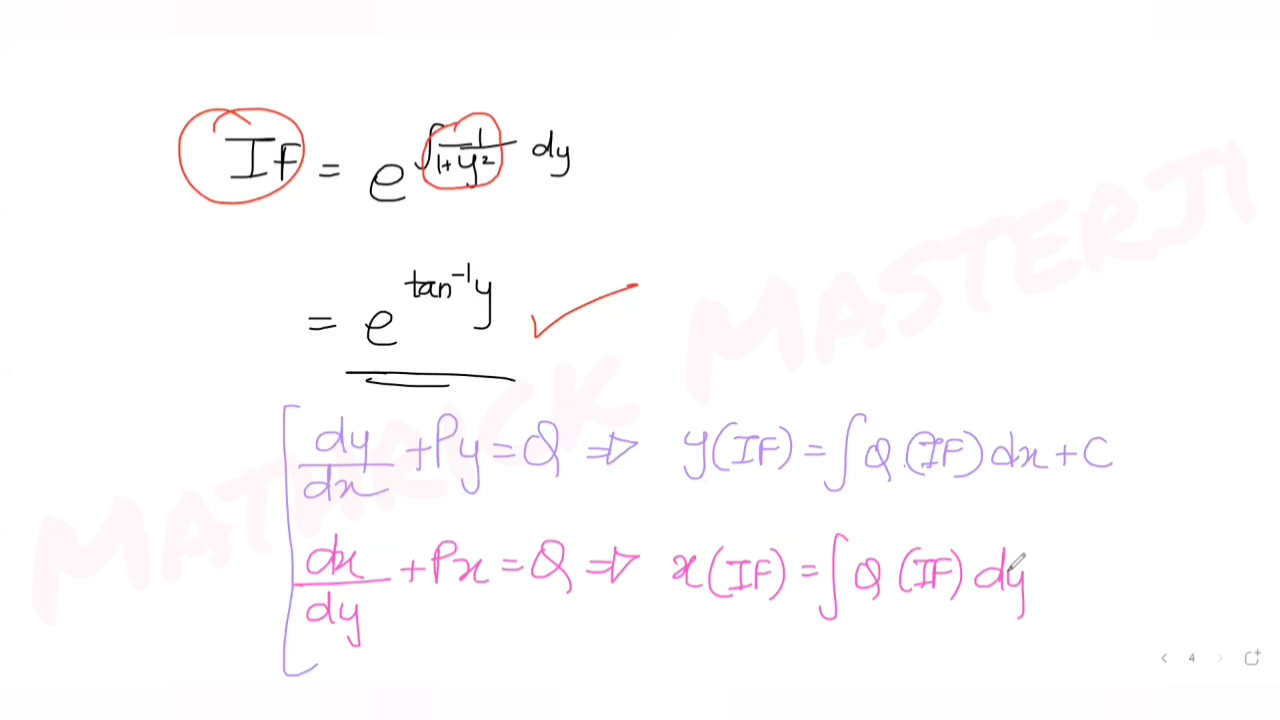 IF = e^{∫ 1/(1+y²) dy}
= e^{tan⁻¹y}
dy/dx + Py = Q ⇒ y(IF) = ∫Q.(IF)dx + C
dx/dy + Px = Q ⇒ x(IF) = ∫Q (IF) dy
MATARICK MASTERJI
< 4 >